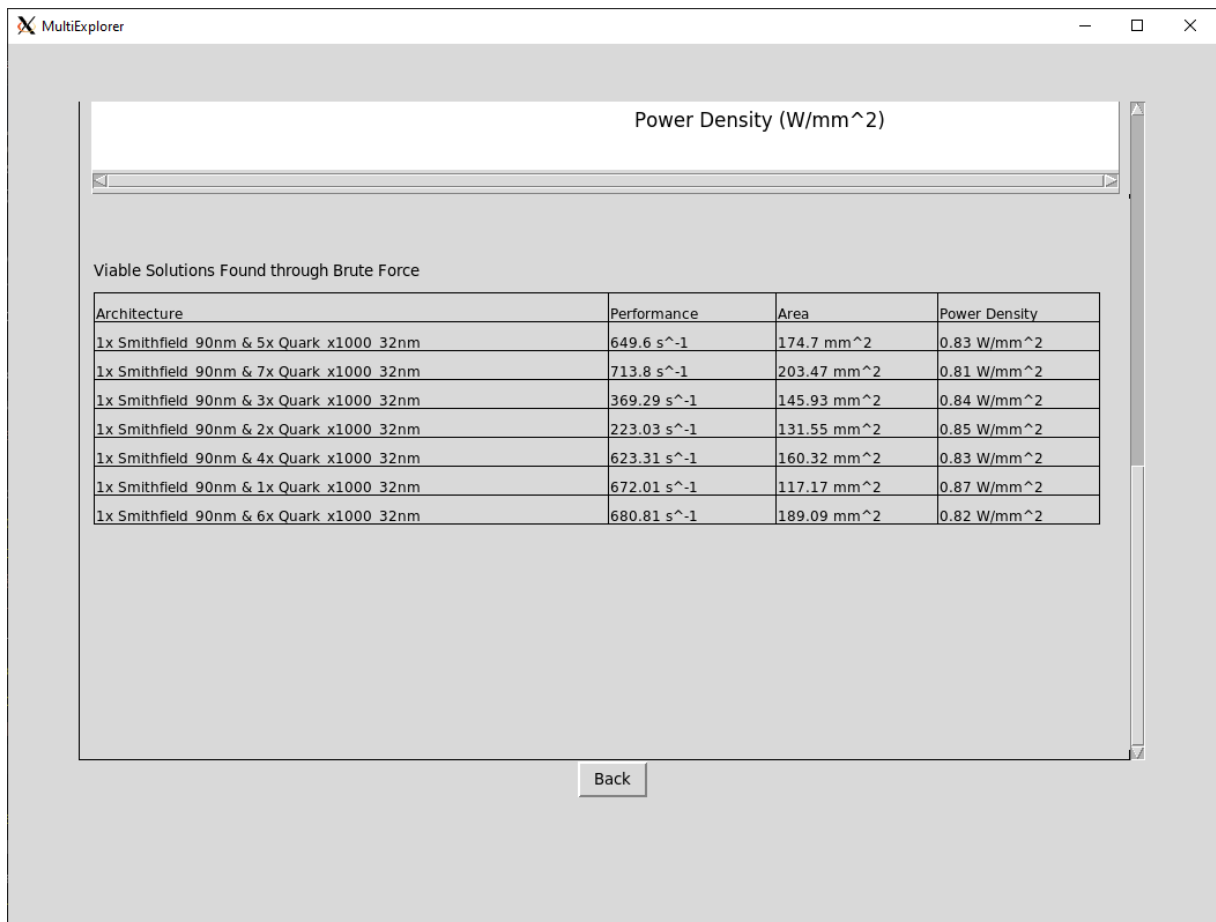 MultiExplorer
Power Density (W/mm^2)
Viable Solutions Found through Brute Force
Architecture Performance Area Power Density
1x Smithfield_90nm & 5x Quark_x1000_32nm 649.6 s^-1 174.7 mm^2 0.83 W/mm^2
1x Smithfield_90nm & 7x Quark_x1000_32nm 713.8 s^-1 203.47 mm^2 0.81 W/mm^2
1x Smithfield_90nm & 3x Quark_x1000_32nm 369.29 s^-1 145.93 mm^2 0.84 W/mm^2
1x Smithfield_90nm & 2x Quark_x1000_32nm 223.03 s^-1 131.55 mm^2 0.85 W/mm^2
1x Smithfield_90nm & 4x Quark_x1000_32nm 623.31 s^-1 160.32 mm^2 0.83 W/mm^2
1x Smithfield_90nm & 1x Quark_x1000_32nm 672.01 s^-1 117.17 mm^2 0.87 W/mm^2
1x Smithfield_90nm & 6x Quark_x1000_32nm 680.81 s^-1 189.09 mm^2 0.82 W/mm^2
Back